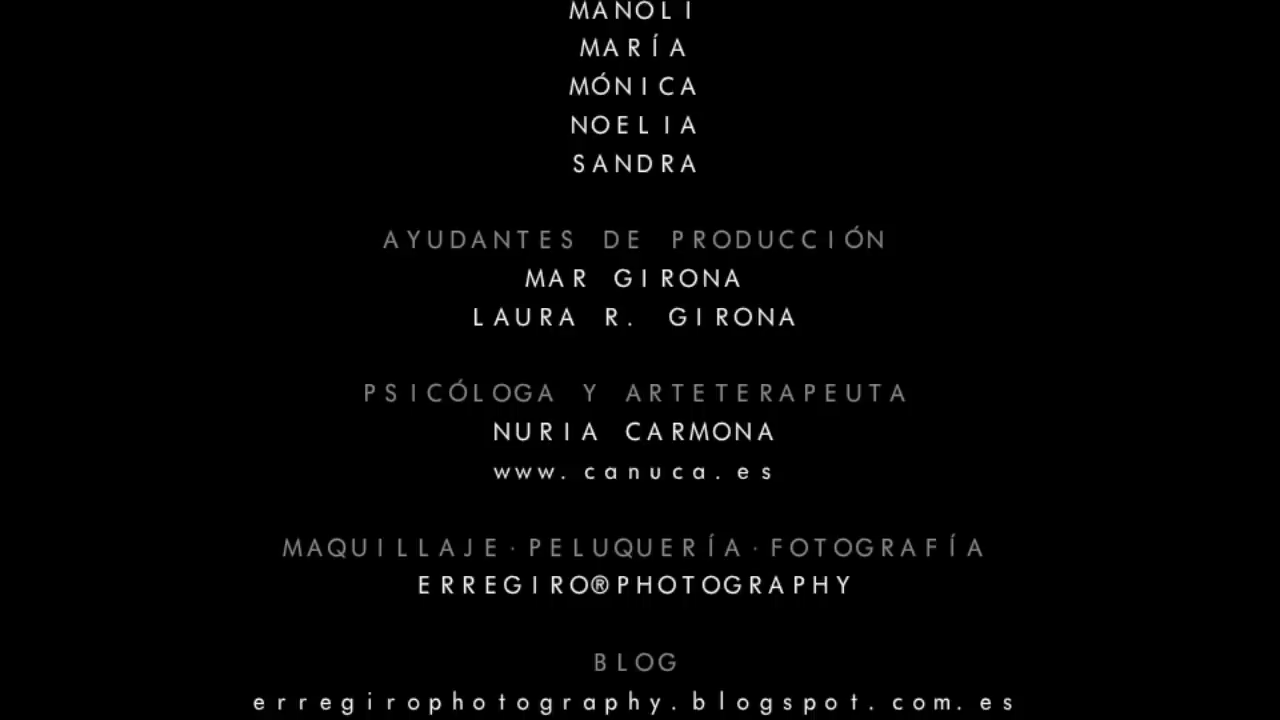 MANOLI
MARÍA
MÓNICA
NOELIA
SANDRA
AYUDANTES DE PRODUCCIÓN
MAR GIRONA
LAURA R. GIRONA
PSICÓLOGA Y ARTETERAPEUTA
NURIA CARMONA
www.canuca.es
MAQUILLAJE·PELUQUERÍA·FOTOGRAFÍA
ERREGIRO®PHOTOGRAPHY
BLOG
erregirophotography.blogspot.com.es